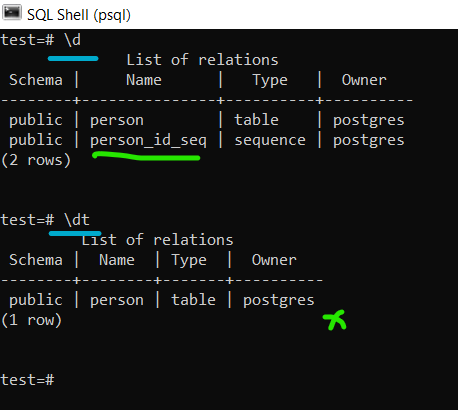 SQL Shell (psql)
test=# \d
List of relations
Schema | Name | Type | Owner
--------+---------------+----------+----------
public | person | table | postgres
public | person_id_seq | sequence | postgres
(2 rows)
test=# \dt
List of relations
Schema | Name | Type | Owner
--------+--------+-------+----------
public | person | table | postgres
(1 row)
test=#